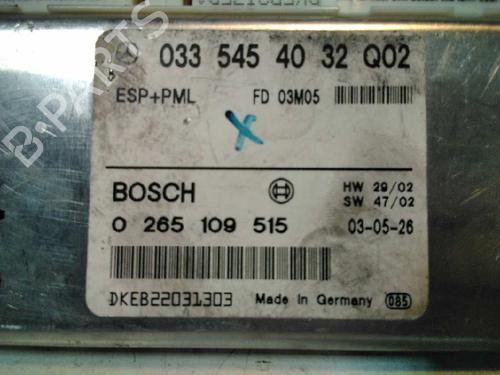 033 545 40 32 Q02
ESP+PML FD 03M05
X
BOSCH HW 29/02
SW 47/02
0 265 109 515 03-05-26
DKEB22031303 Made in Germany 085
B-PARTS